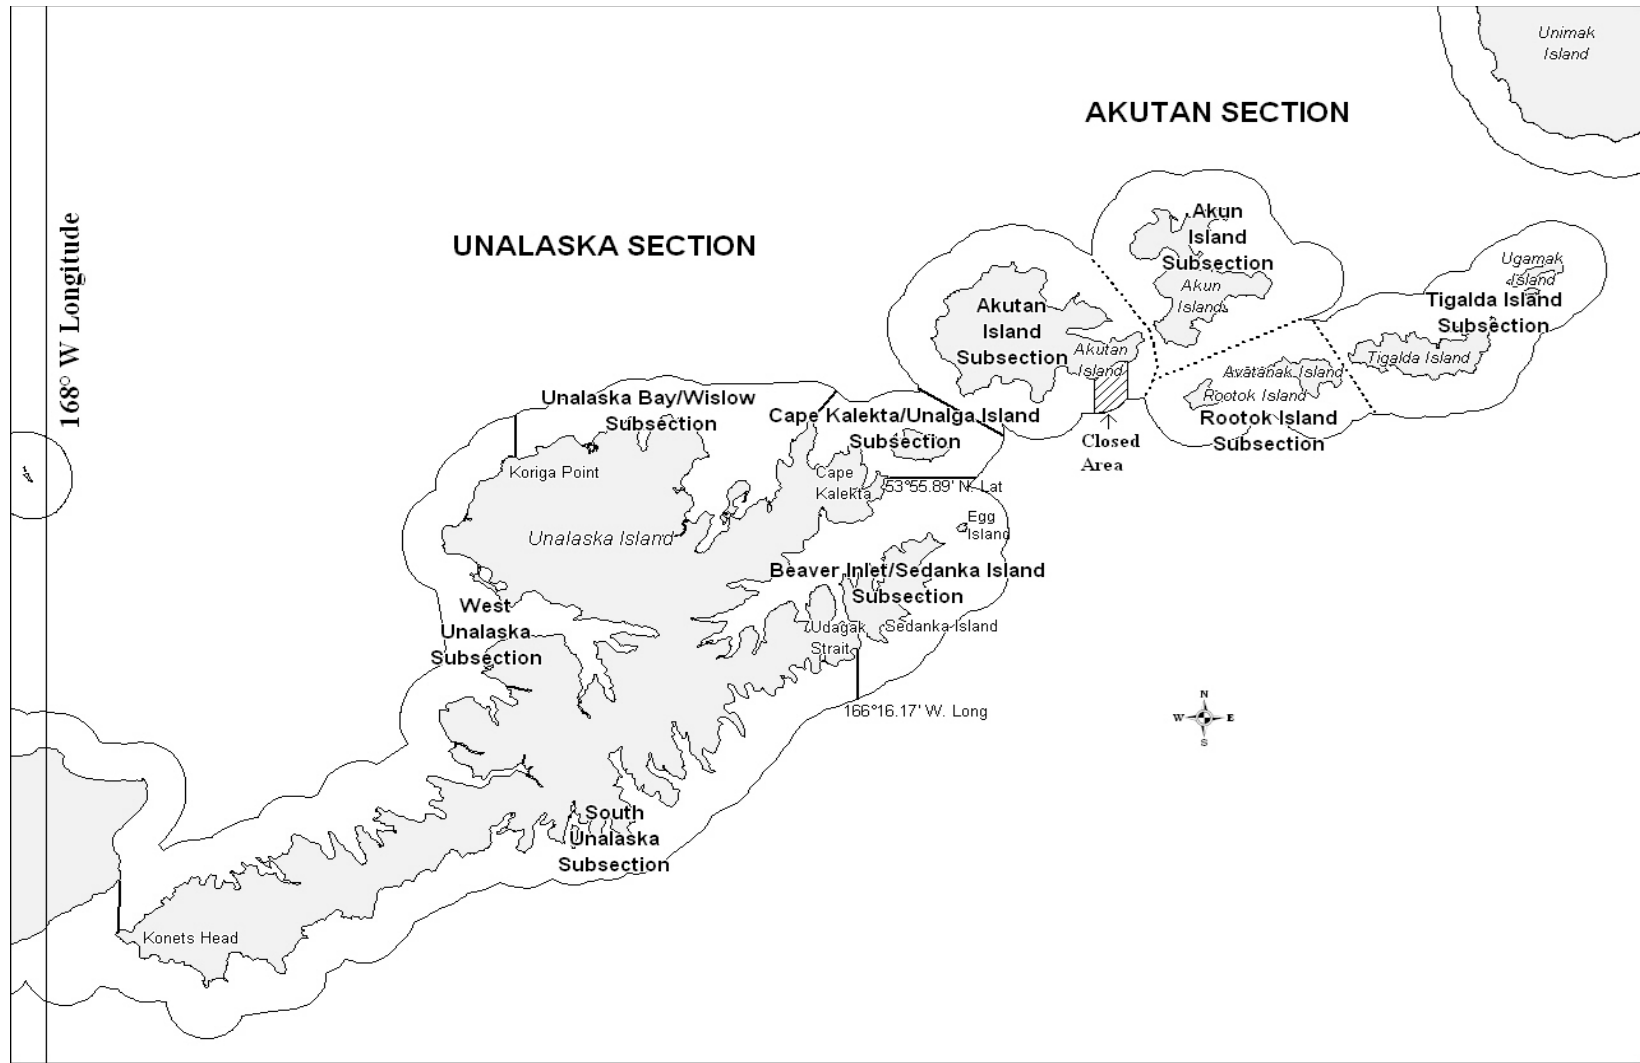 Unimak
Island
AKUTAN SECTION
UNALASKA SECTION
168° W Longitude
Akun
Island
Subsection
Akun
Island
Ugamak
Island
Tigalda Island
Subsection
Tigalda Island
Akutan
Island
Subsection
Akutan
Island
Avatanak Island
Rootok Island
Rootok Island
Subsection
Closed
Area
Unalaska Bay/Wislow
Subsection
Cape Kalekta/Unalga Island
Subsection
Koriga Point
Cape
Kalekta
53°55.89' N. Lat
Egg
Island
Unalaska Island
Beaver Inlet/Sedanka Island
Subsection
West
Unalaska
Subsection
Udagak
Strait
Sedanka Island
166°16.17' W. Long
N
W E
S
South
Unalaska
Subsection
Konets Head